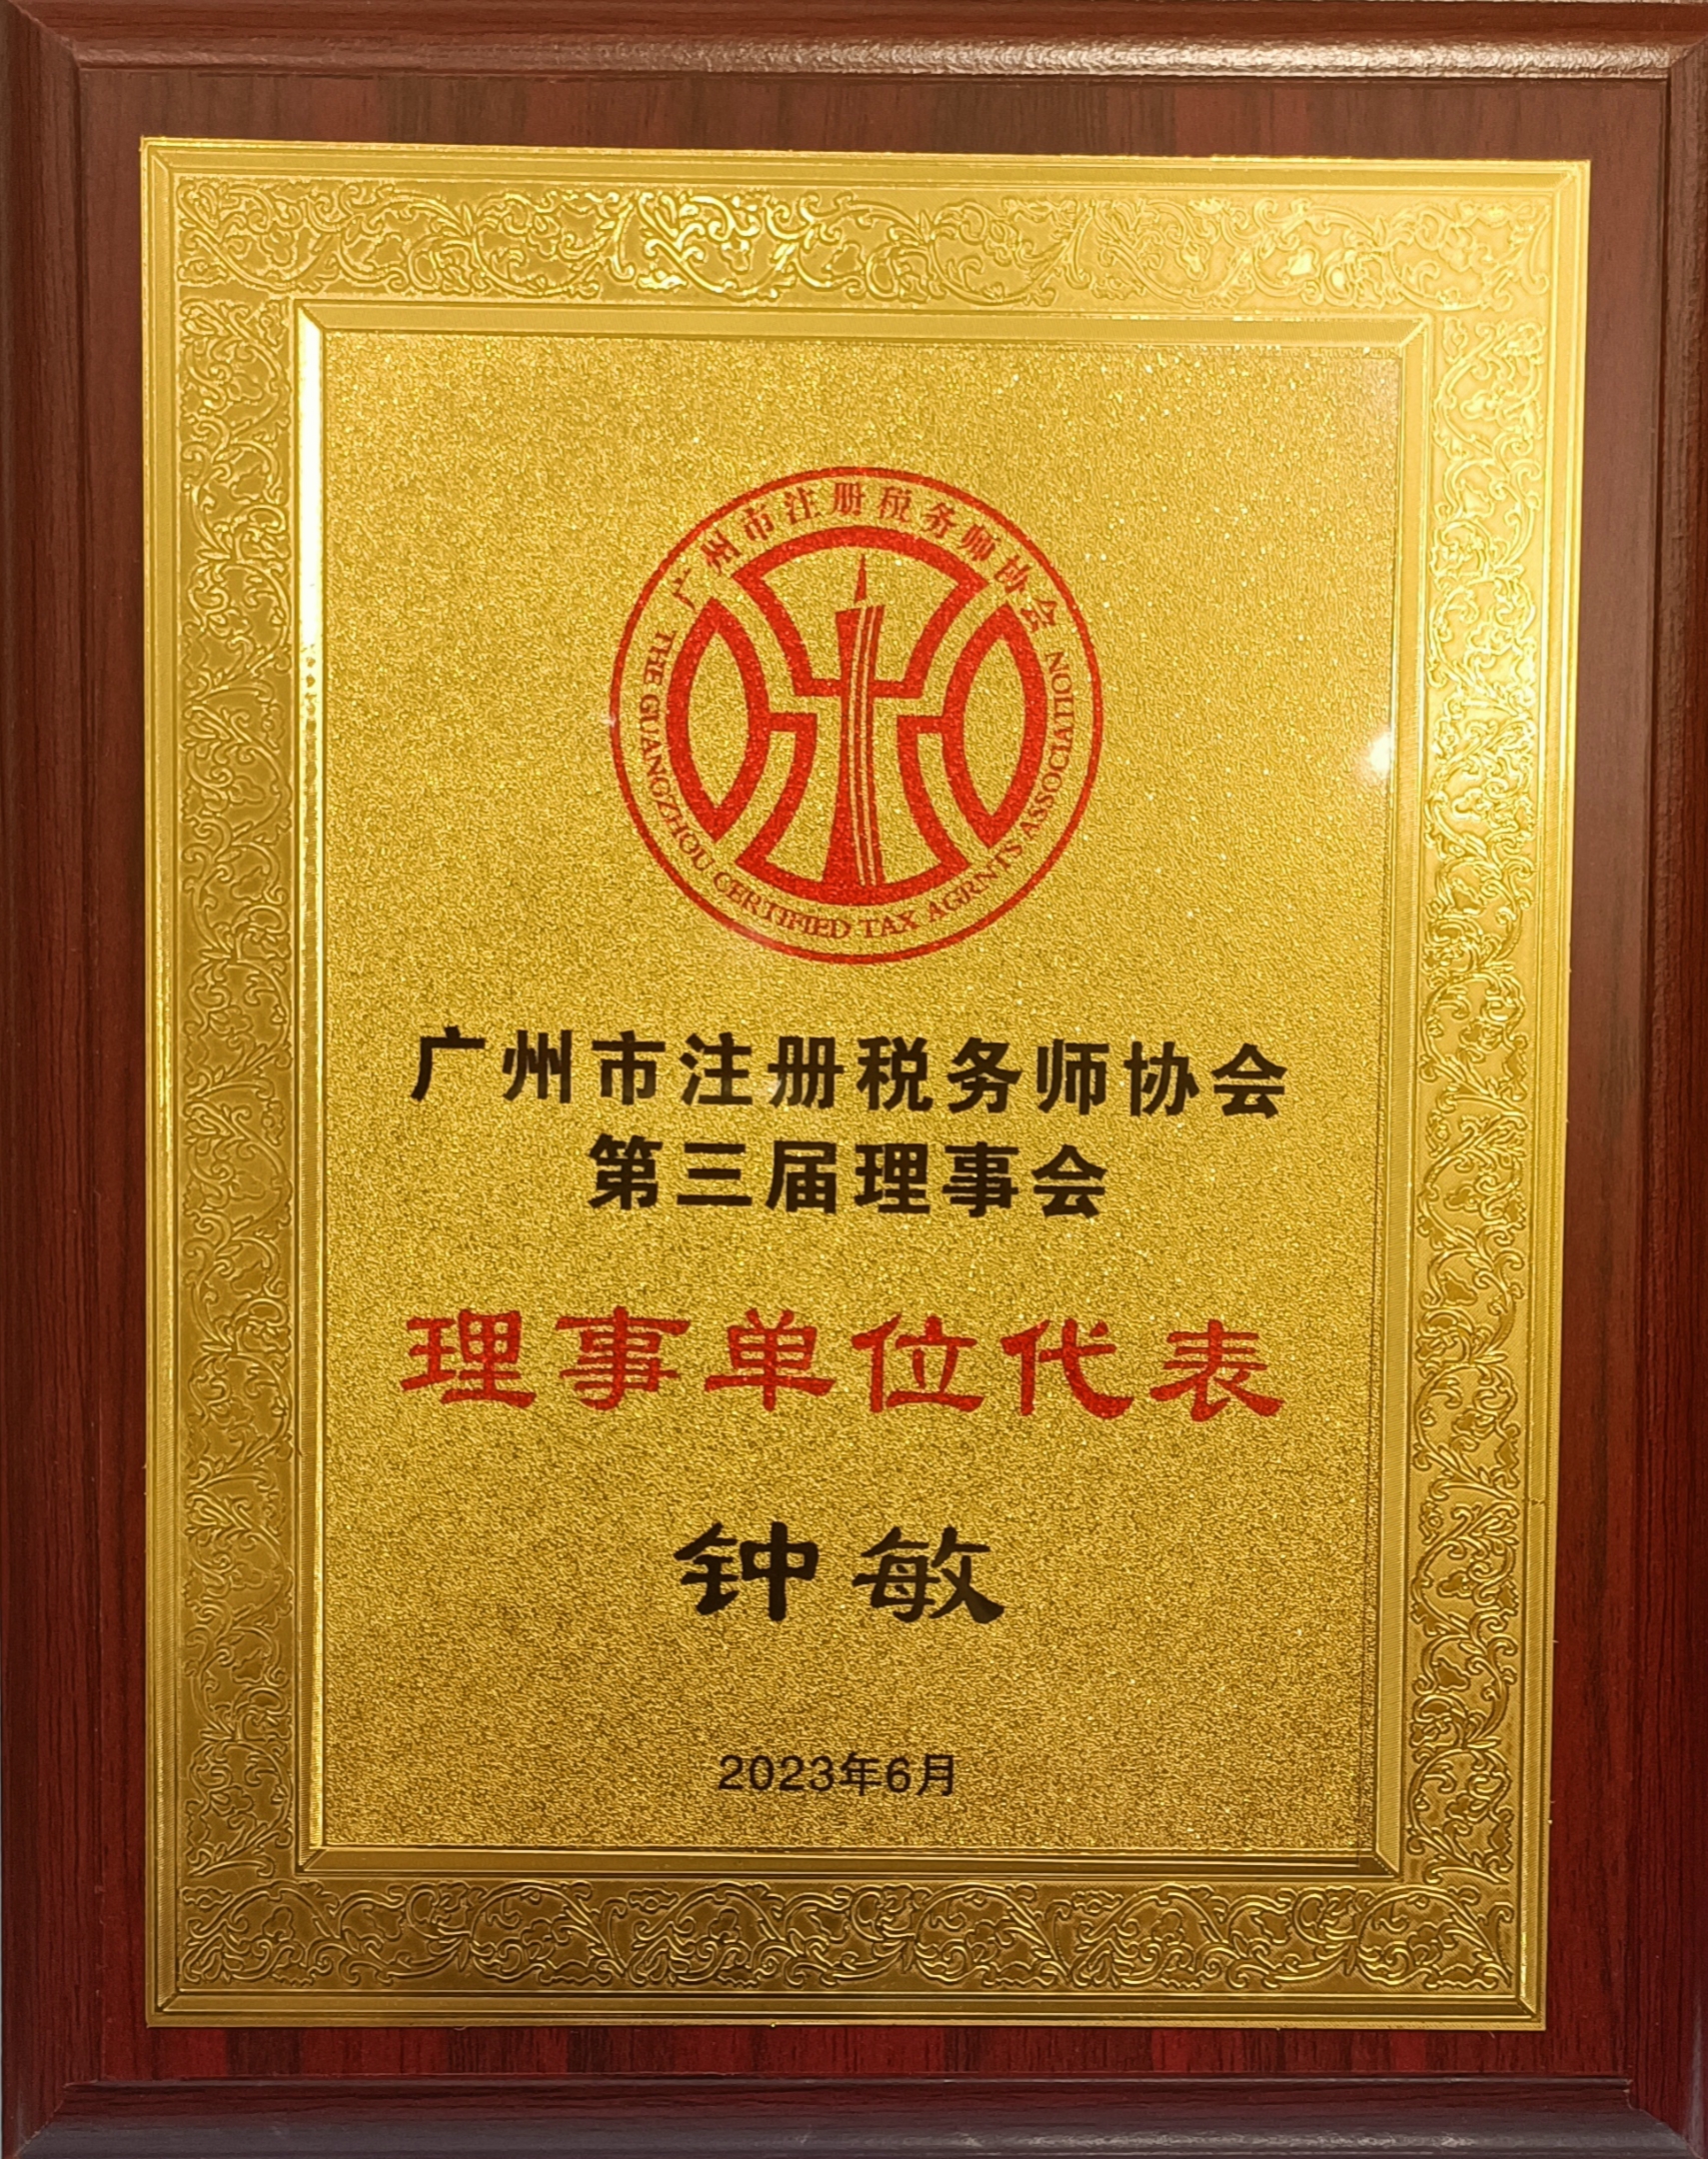 广州市注册税务师协会
THE GUANGZHOU CERTIFIED TAX AGRNTS ASSOCIATION
广州市注册税务师协会
第三届理事会
理事单位代表
钟敏
2023年6月